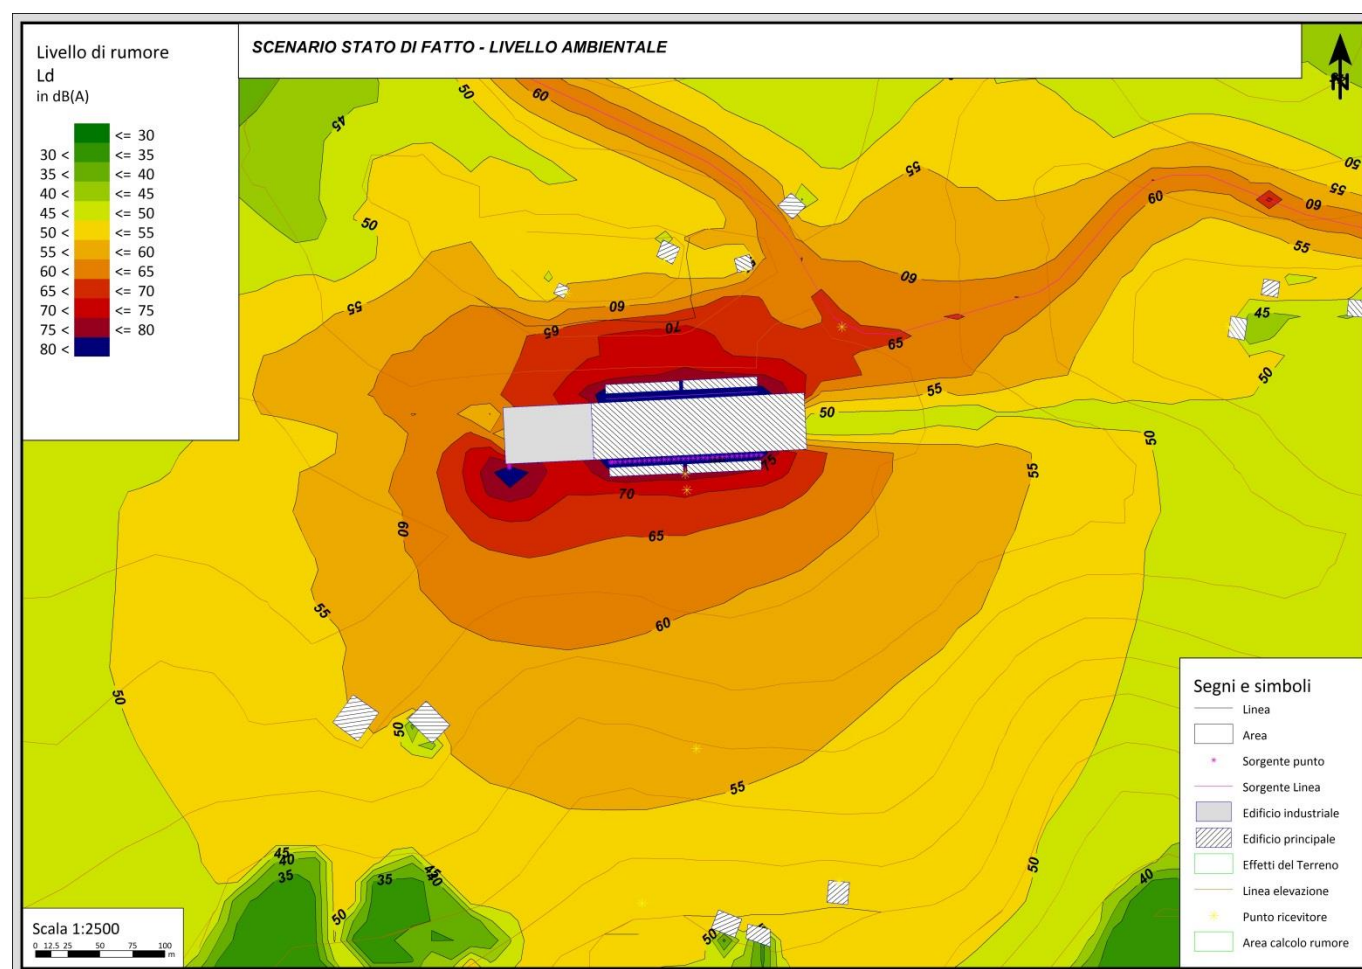 SCENARIO STATO DI FATTO - LIVELLO AMBIENTALE
Livello di rumore
Ld
in dB(A)
<= 30
30 < <= 35
35 < <= 40
40 < <= 45
45 < <= 50
50 < <= 55
55 < <= 60
60 < <= 65
65 < <= 70
70 < <= 75
75 < <= 80
80 <
N
50
60
45
55
50
55
60
60
55
50
60
55
60
65
70
45
65
50
55
50
50
55
75
70
65
60
60
55
50
50
55
45
40
35
35
45
40
50
50
50
40
Segni e simboli
Linea
Area
Sorgente punto
Sorgente Linea
Edificio industriale
Edificio principale
Effetti del Terreno
Linea elevazione
Punto ricevitore
Area calcolo rumore
Scala 1:2500
0 12.5 25 50 75 100
m